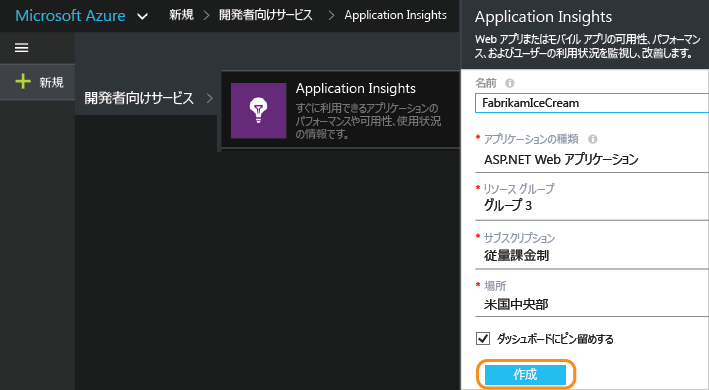 Microsoft Azure 新規 開発者向けサービス Application Insights
新規
開発者向けサービス
Application Insights
すぐに利用できるアプリケーションの
パフォーマンスや可用性、使用状況
の情報です。
Application Insights
Web アプリまたはモバイル アプリの可用性、パフォーマン
ス、およびユーザーの利用状況を監視し、改善します。
名前
FabrikamIceCream
* アプリケーションの種類
ASP.NET Web アプリケーション
* リソース グループ
グループ 3
* サブスクリプション
従量課金制
* 場所
米国中央部
ダッシュボードにピン留めする
作成